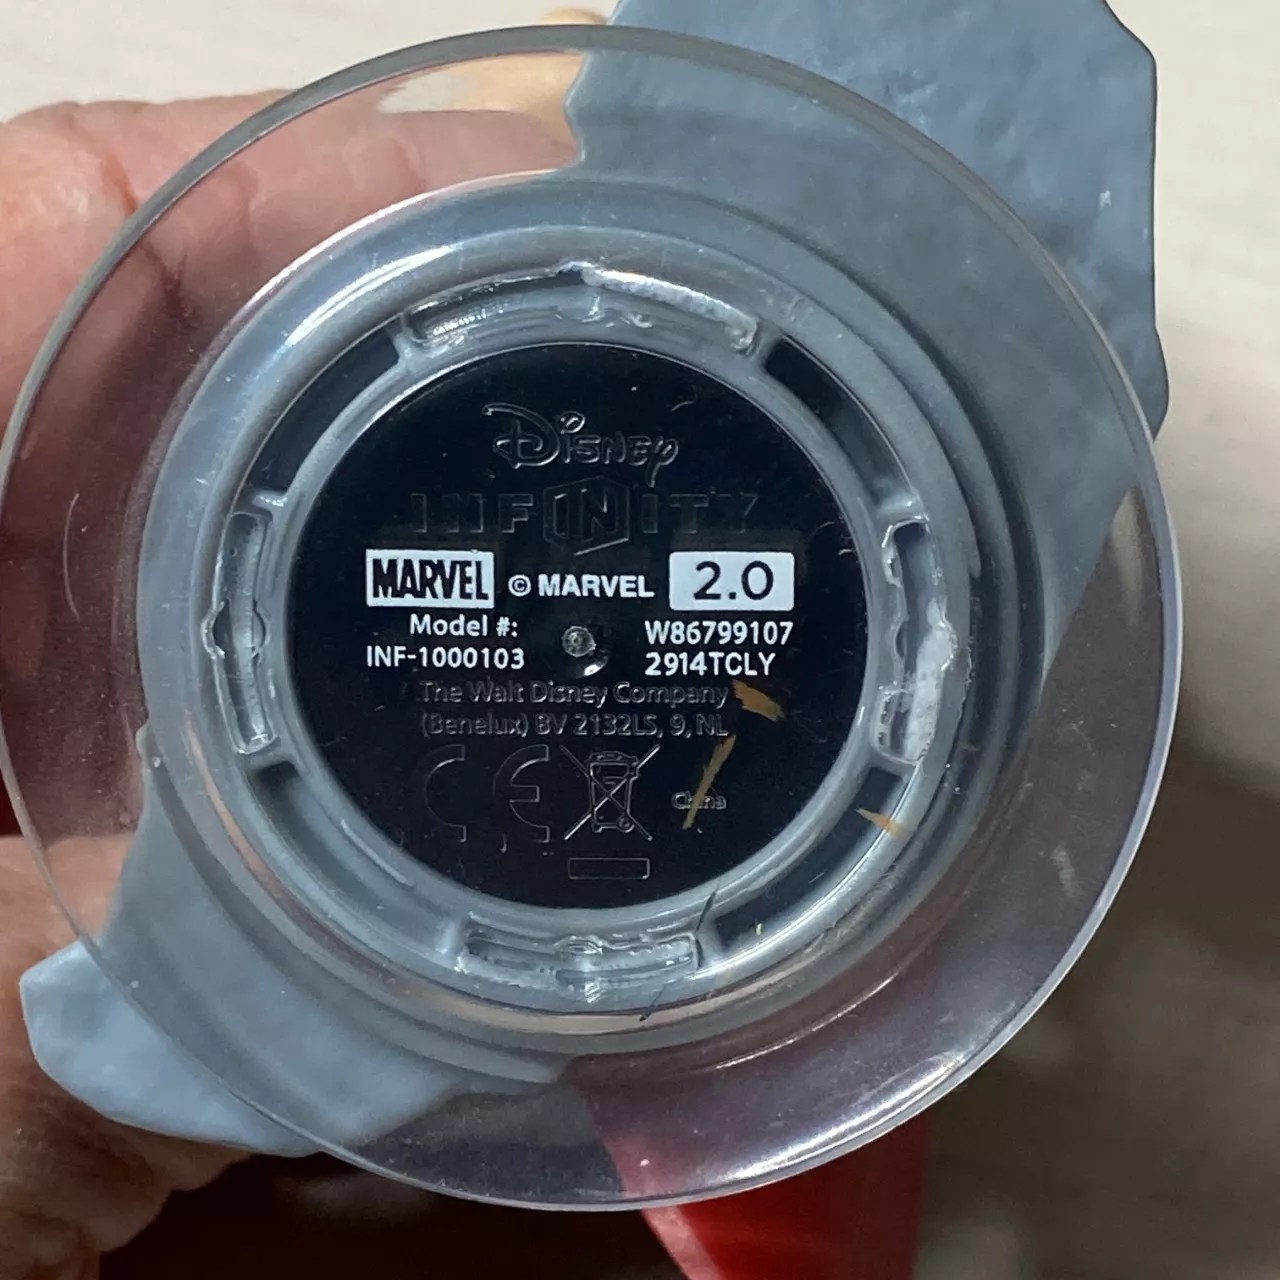 Disney
INFINITY
MARVEL © MARVEL 2.0
Model #: W86799107
INF-1000103 2914TCLY
The Walt Disney Company
(Benelux) BV 2132LS, 9, NL
CE China